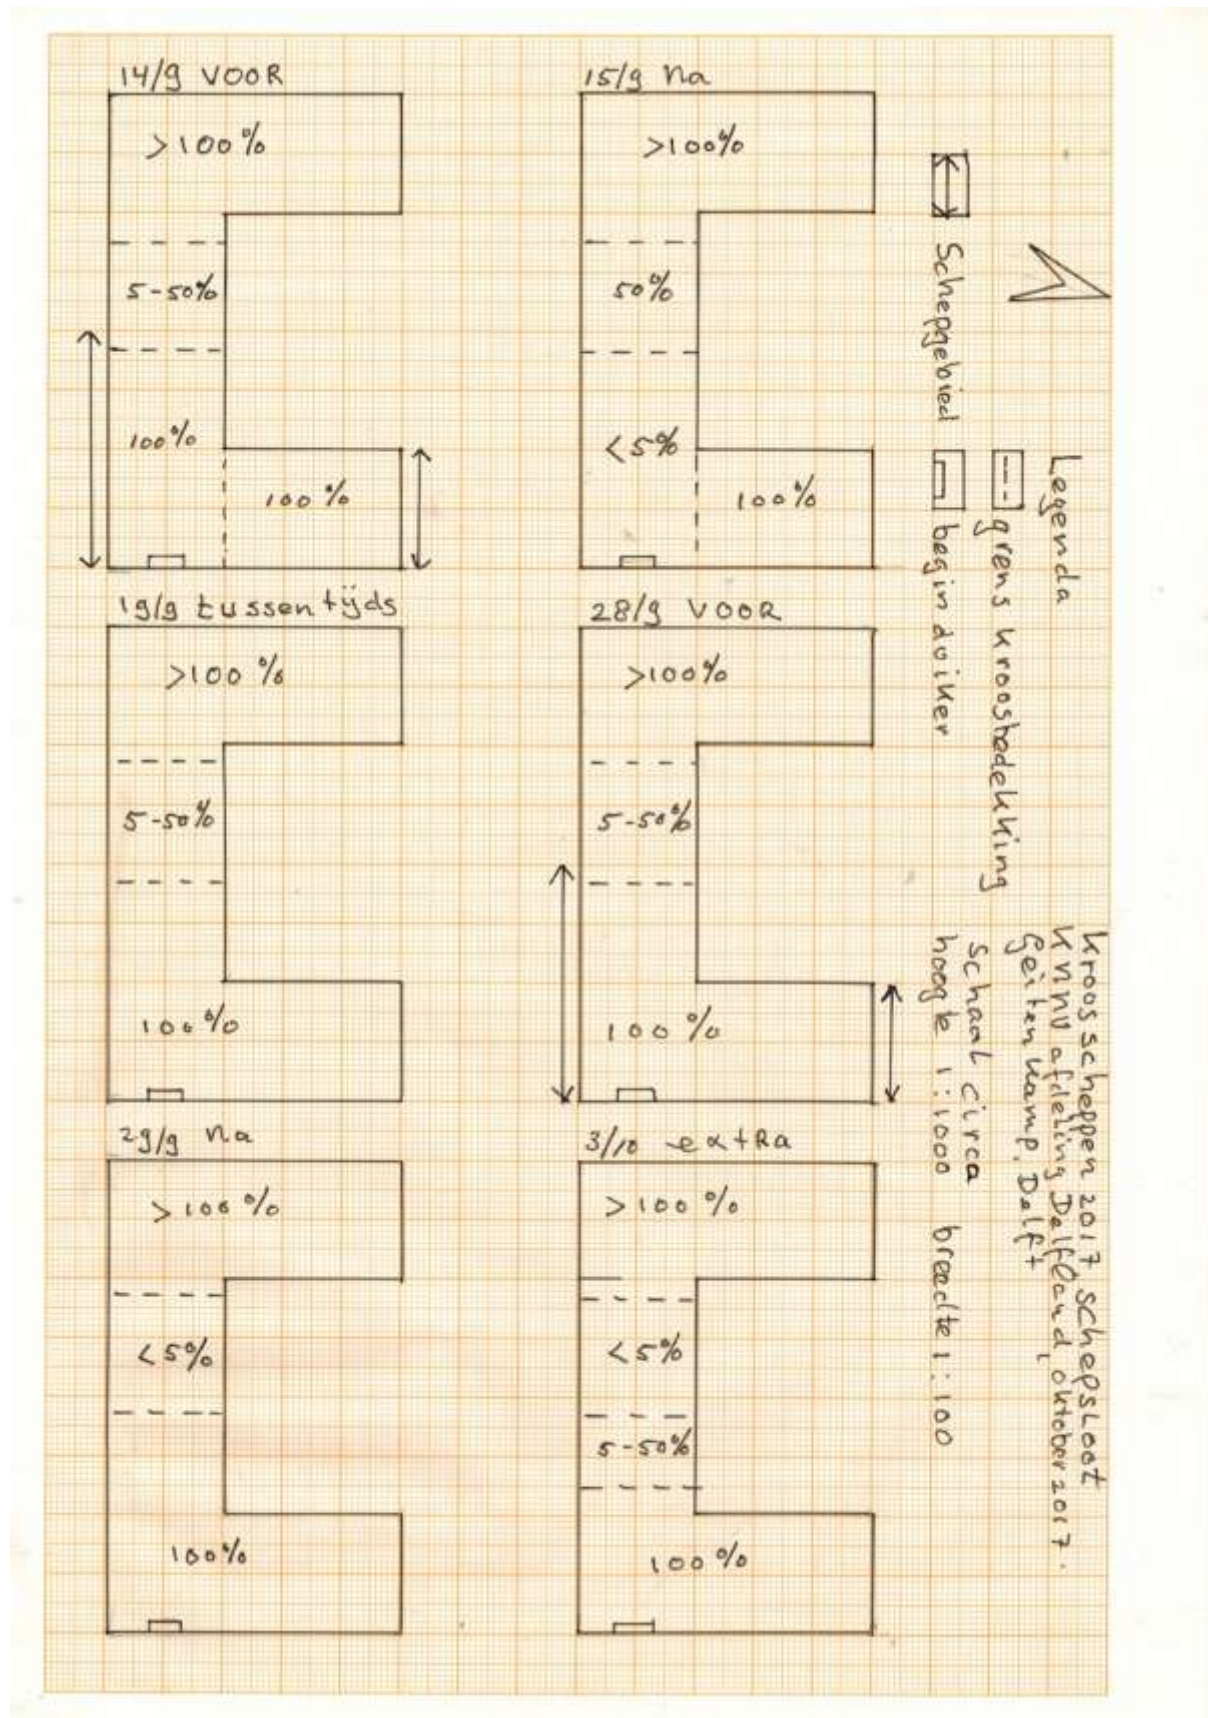 14/9 VOOR
>100%
5-50%
100%
100%
15/9 na
>100%
50%
<5%
100%
19/9 tussentijds
>100%
5-50%
100%
28/9 VOOR
>100%
5-50%
100%
29/9 na
>100%
<5%
100%
3/10 extRa
>100%
<5%
5-50%
100%
Legenda
grens kroosbedekking
begin duiker
Schepgebied
Kroos scheppen 2017, schepsloot
KNNV afdeling Delfland, oktober 2017.
Geitenkamp, Delft
schaal circa
hoogte 1:1000 breedte 1:100